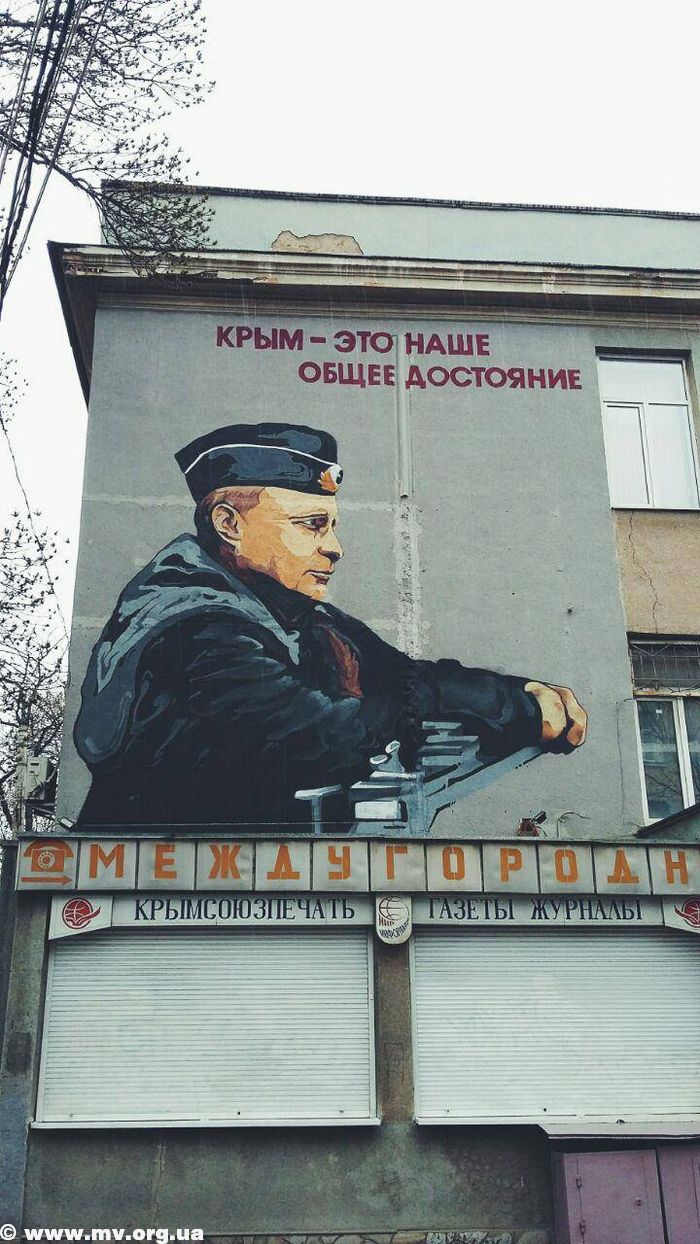 КРЫМ - ЭТО НАШЕ
ОБЩЕЕ ДОСТОЯНИЕ
МЕЖДУГОРОДН
КРЫМСОЮЗПЕЧАТЬ
ГАЗЕТЫ ЖУРНАЛЫ
© www.mv.org.ua